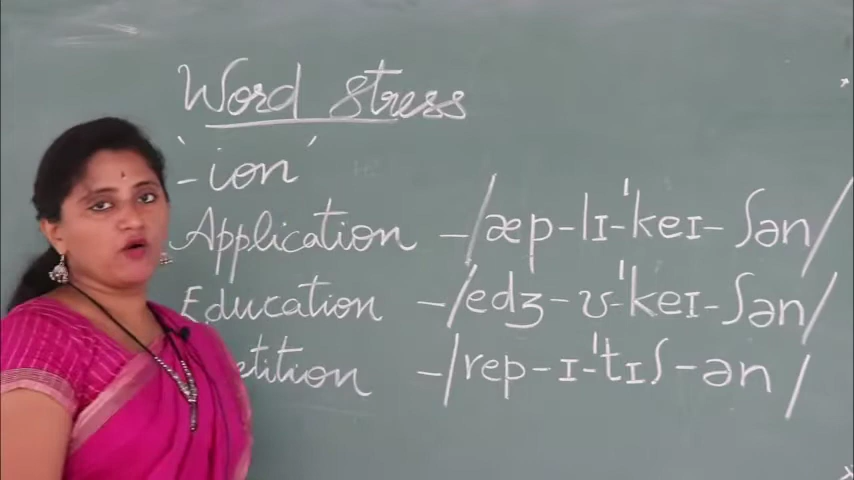 Word Stress
'-ion'
Application - /æp-lɪ-ˈkeɪ-ʃən/
Education - /edʒ-ʊ-ˈkeɪ-ʃən/
etition - /rep-ɪ-ˈtɪʃ-ən/